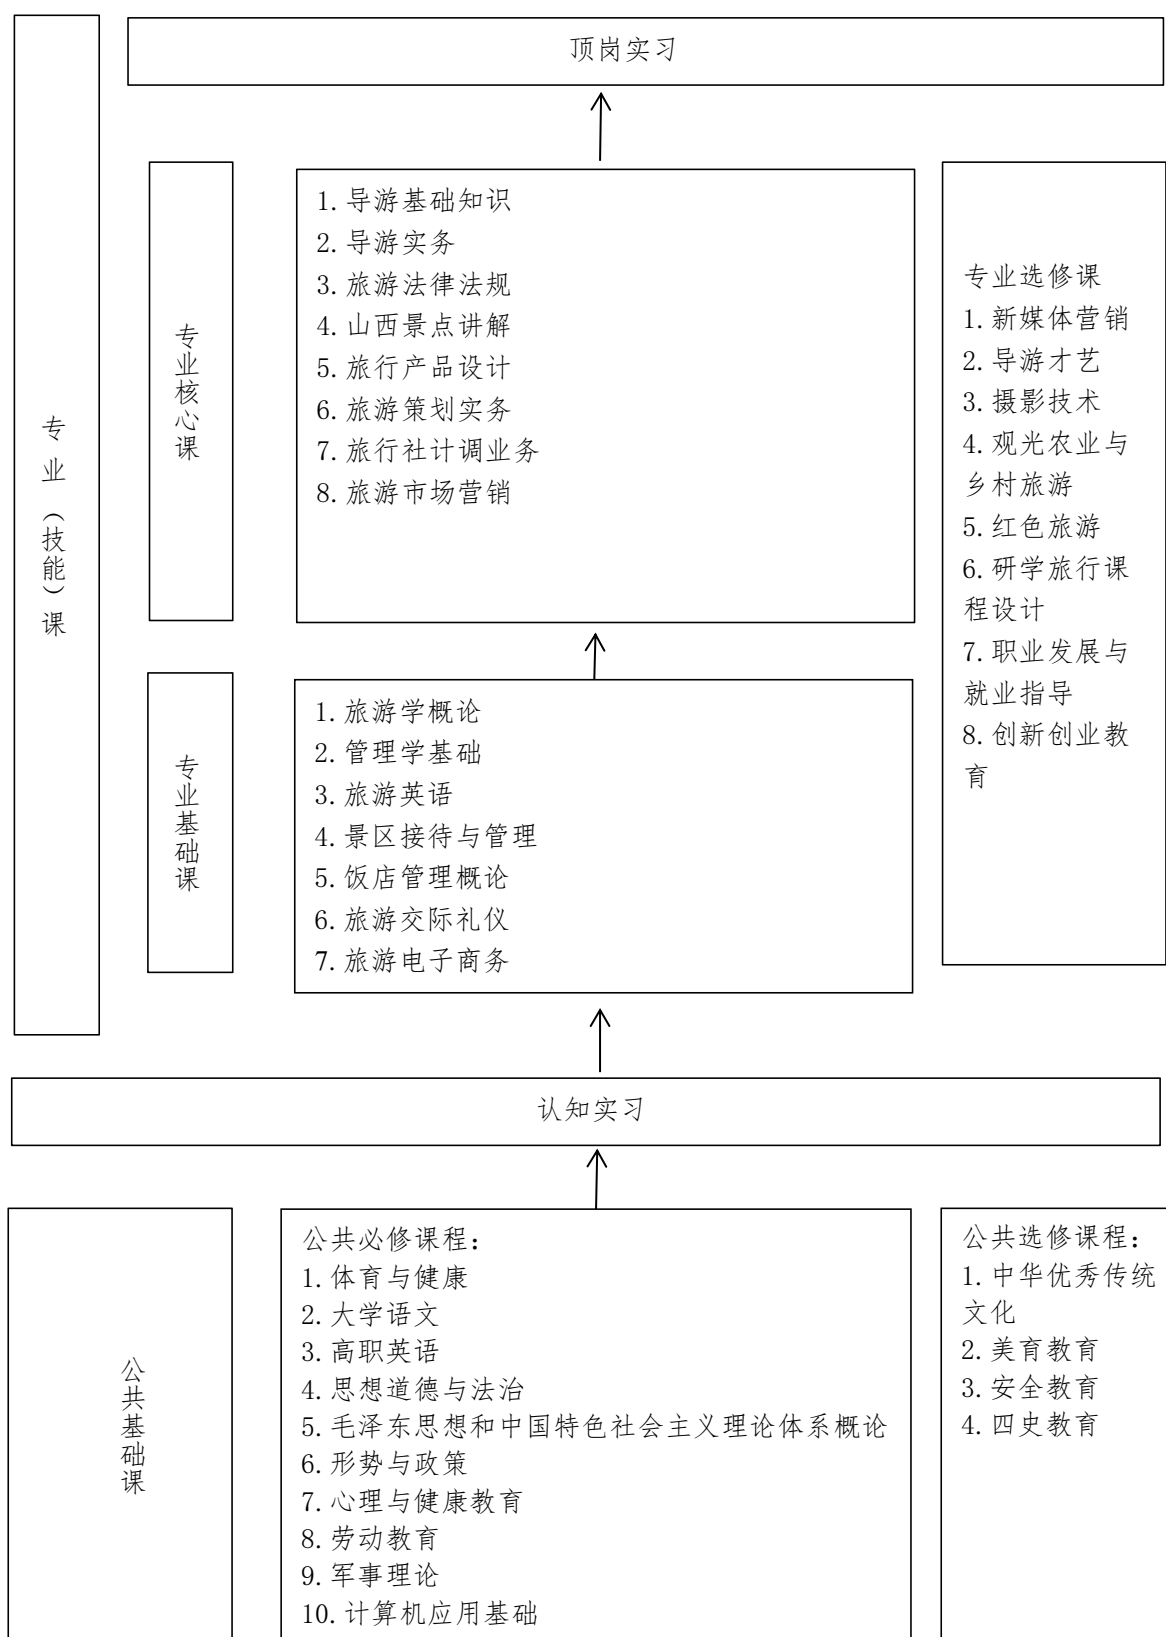 顶岗实习
专业（技能）课
专业核心课
1.导游基础知识
2.导游实务
3.旅游法律法规
4.山西景点讲解
5.旅行产品设计
6.旅游策划实务
7.旅行社计调业务
8.旅游市场营销
专业选修课
1.新媒体营销
2.导游才艺
3.摄影技术
4.观光农业与
乡村旅游
5.红色旅游
6.研学旅行课
程设计
7.职业发展与
就业指导
8.创新创业教
育
专业基础课
1.旅游学概论
2.管理学基础
3.旅游英语
4.景区接待与管理
5.饭店管理概论
6.旅游交际礼仪
7.旅游电子商务
认知实习
公共基础课
公共必修课程：
1.体育与健康
2.大学语文
3.高职英语
4.思想道德与法治
5.毛泽东思想和中国特色社会主义理论体系概论
6.形势与政策
7.心理与健康教育
8.劳动教育
9.军事理论
10.计算机应用基础
公共选修课程：
1.中华优秀传统
文化
2.美育教育
3.安全教育
4.四史教育